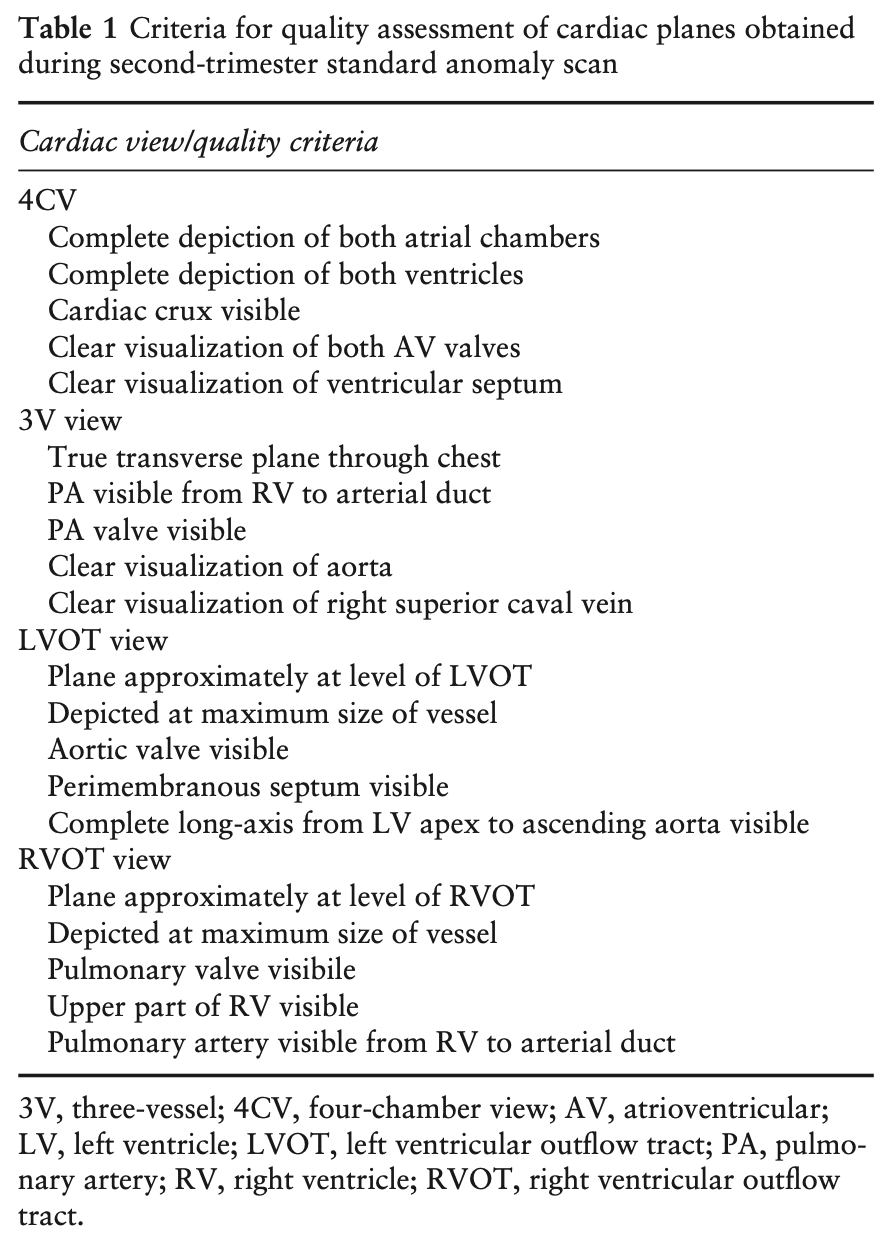 Table 1 Criteria for quality assessment of cardiac planes obtained
during second-trimester standard anomaly scan
Cardiac view/quality criteria
4CV
Complete depiction of both atrial chambers
Complete depiction of both ventricles
Cardiac crux visible
Clear visualization of both AV valves
Clear visualization of ventricular septum
3V view
True transverse plane through chest
PA visible from RV to arterial duct
PA valve visible
Clear visualization of aorta
Clear visualization of right superior caval vein
LVOT view
Plane approximately at level of LVOT
Depicted at maximum size of vessel
Aortic valve visible
Perimembranous septum visible
Complete long-axis from LV apex to ascending aorta visible
RVOT view
Plane approximately at level of RVOT
Depicted at maximum size of vessel
Pulmonary valve visibile
Upper part of RV visible
Pulmonary artery visible from RV to arterial duct
3V, three-vessel; 4CV, four-chamber view; AV, atrioventricular;
LV, left ventricle; LVOT, left ventricular outflow tract; PA, pulmo-
nary artery; RV, right ventricle; RVOT, right ventricular outflow
tract.